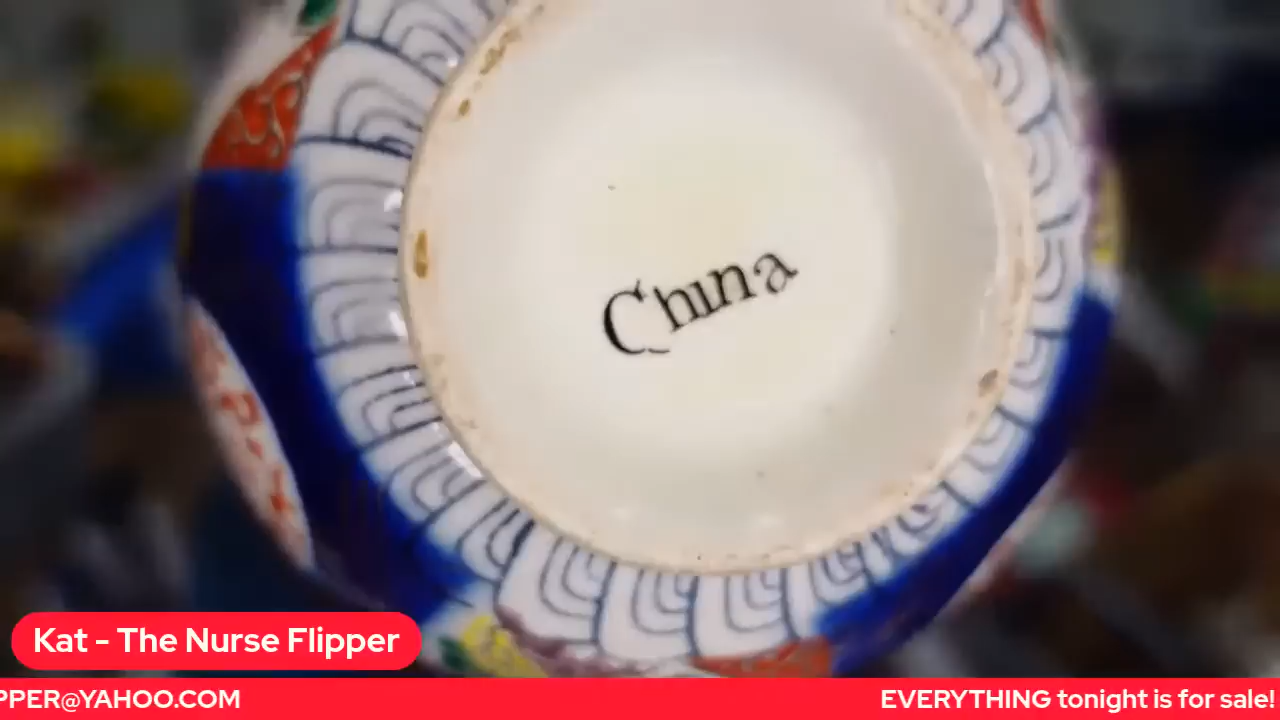 China
Kat - The Nurse Flipper
PPER@YAHOO.COM
EVERYTHING tonight is for sale!